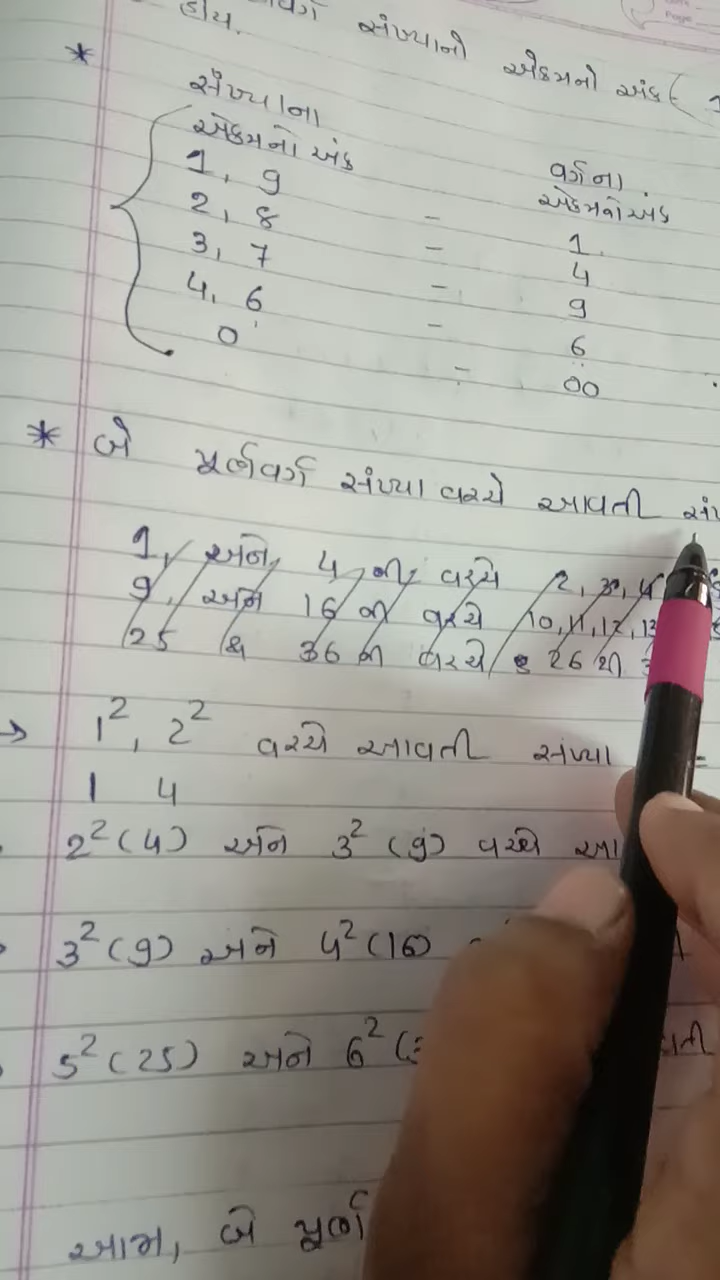 હોય.
વર્ગ સંખ્યાનો એકમનો અંક (
* સંખ્યાના
એકમનો અંક
વર્ગના
એકમનો અંક
1, 9 - 1
2, 8 - 4
3, 7 - 9
4, 6 - 6
0 - 00
* બે પૂર્ણવર્ગ સંખ્યા વચ્ચે આવતી
1, અને 4 ની વચ્ચે 2, 3
9, અને 16 ની વચ્ચે 10, 11, 12, 13
25 & 36 ની વચ્ચે 26 થી 3
→ 1², 2² વચ્ચે આવતી સંખ્યા =
1 4
2² (4) અને 3² (9) વચ્ચે આ
3² (9) અને 4² (16)
5² (25) અને 6² (3
આમ, બે પૂર્ણ